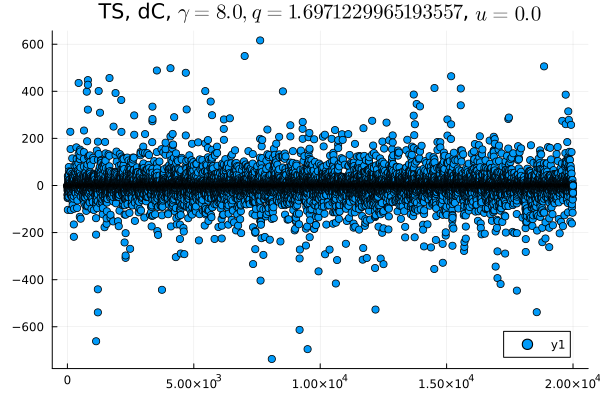 TS, dC, γ = 8.0, q = 1.6971229965193557, u = 0.0
600
400
200
0
−200
−400
−600
y1
0 5.00×10³ 1.00×10⁴ 1.50×10⁴ 2.00×10⁴